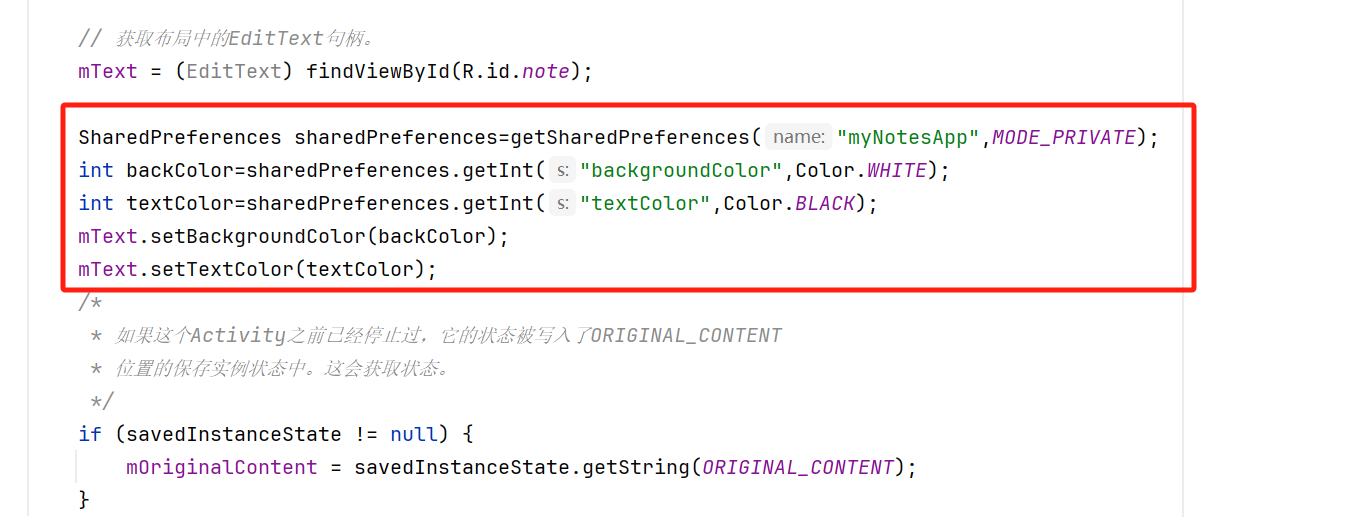 // 获取布局中的EditText句柄。
mText = (EditText) findViewById(R.id.note);
SharedPreferences sharedPreferences=getSharedPreferences( name: "myNotesApp",MODE_PRIVATE);
int backColor=sharedPreferences.getInt( s: "backgroundColor",Color.WHITE);
int textColor=sharedPreferences.getInt( s: "textColor",Color.BLACK);
mText.setBackgroundColor(backColor);
mText.setTextColor(textColor);
/*
* 如果这个Activity之前已经停止过，它的状态被写入了ORIGINAL_CONTENT
* 位置的保存实例状态中。这会获取状态。
*/
if (savedInstanceState != null) {
mOriginalContent = savedInstanceState.getString(ORIGINAL_CONTENT);
}